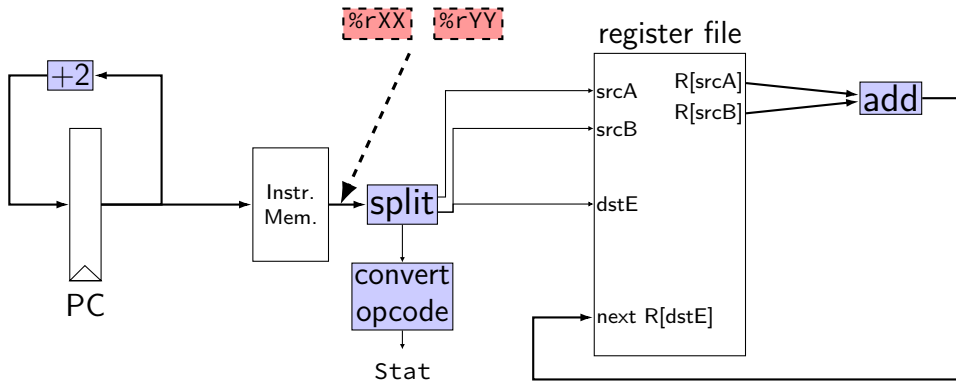 %rXX %rYY
register file
+2
R[srcA]
srcA
add
R[srcB]
srcB
Instr.
Mem.
split
dstE
convert
opcode
PC
next R[dstE]
Stat